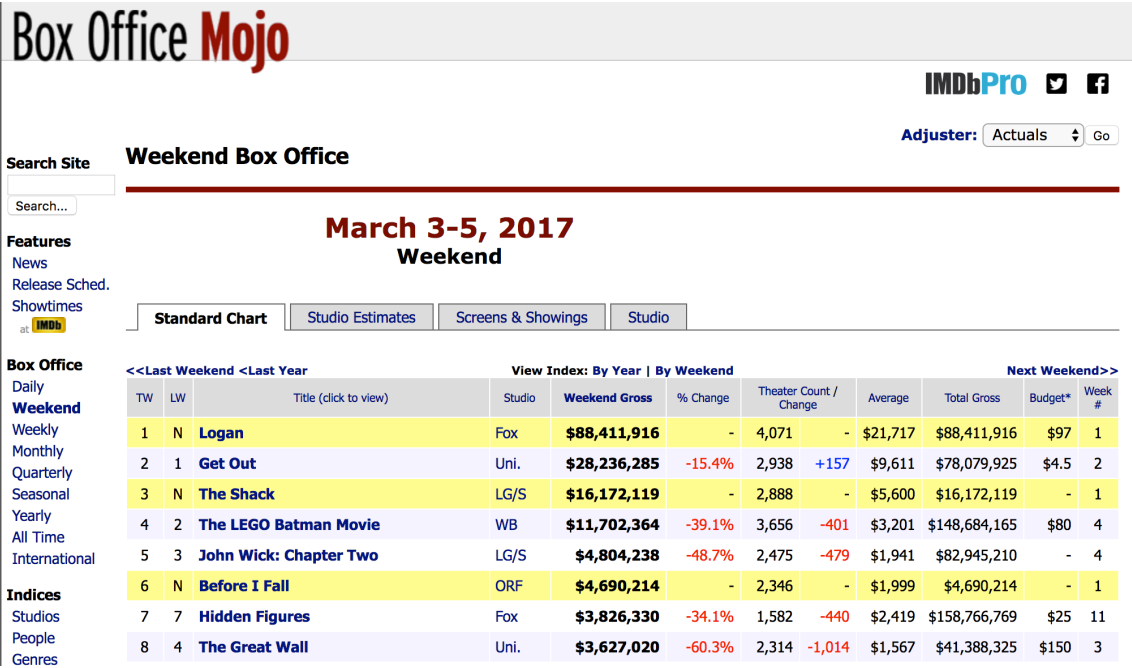 Box Office Mojo
IMDbPro
Adjuster: Actuals Go
Search Site
Search...
Features
News
Release Sched.
Showtimes
at IMDb
Box Office
Daily
Weekend
Weekly
Monthly
Quarterly
Seasonal
Yearly
All Time
International
Indices
Studios
People
Genres
Weekend Box Office
March 3-5, 2017
Weekend
Standard Chart Studio Estimates Screens & Showings Studio
<<Last Weekend <Last Year View Index: By Year | By Weekend Next Weekend>>
TW LW Title (click to view) Studio Weekend Gross % Change Theater Count / Change Average Total Gross Budget* Week #
1 N Logan Fox $88,411,916 - 4,071 - $21,717 $88,411,916 $97 1
2 1 Get Out Uni. $28,236,285 -15.4% 2,938 +157 $9,611 $78,079,925 $4.5 2
3 N The Shack LG/S $16,172,119 - 2,888 - $5,600 $16,172,119 - 1
4 2 The LEGO Batman Movie WB $11,702,364 -39.1% 3,656 -401 $3,201 $148,684,165 $80 4
5 3 John Wick: Chapter Two LG/S $4,804,238 -48.7% 2,475 -479 $1,941 $82,945,210 - 4
6 N Before I Fall ORF $4,690,214 - 2,346 - $1,999 $4,690,214 - 1
7 7 Hidden Figures Fox $3,826,330 -34.1% 1,582 -440 $2,419 $158,766,769 $25 11
8 4 The Great Wall Uni. $3,627,020 -60.3% 2,314 -1,014 $1,567 $41,388,325 $150 3